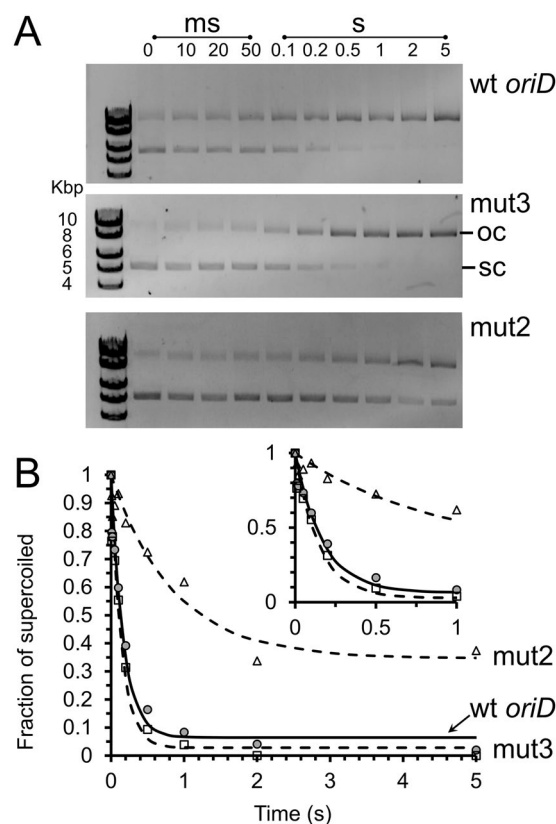 A
ms s
0 10 20 50 0.1 0.2 0.5 1 2 5
wt oriD
Kbp
mut3
10
8
6
5
4
oc
sc
mut2
B
Fraction of supercoiled
1
0.9
0.8
0.7
0.6
0.5
0.4
0.3
0.2
0.1
0
1
0.5
0
0 0.5 1
mut2
wt oriD
mut3
0 1 2 3 4 5
Time (s)